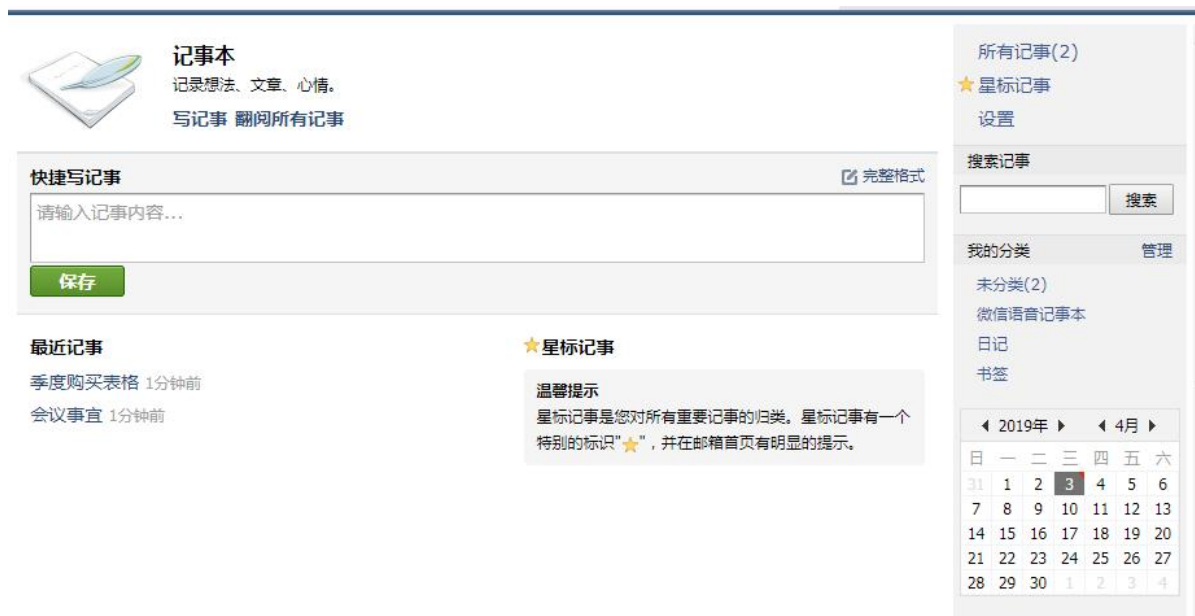 记事本
记录想法、文章、心情。
写记事 翻阅所有记事
快捷写记事
完整格式
请输入记事内容...
保存
最近记事
季度购买表格 1分钟前
会议事宜 1分钟前
星标记事
温馨提示
星标记事是您对所有重要记事的归类。星标记事有一个
特别的标识"⭐"，并在邮箱首页有明显的提示。
所有记事(2)
星标记事
设置
搜索记事
搜索
我的分类 管理
未分类(2)
微信语音记事本
日记
书签
2019年 4月
日 一 二 三 四 五 六
31 1 2 3 4 5 6
7 8 9 10 11 12 13
14 15 16 17 18 19 20
21 22 23 24 25 26 27
28 29 30 1 2 3 4